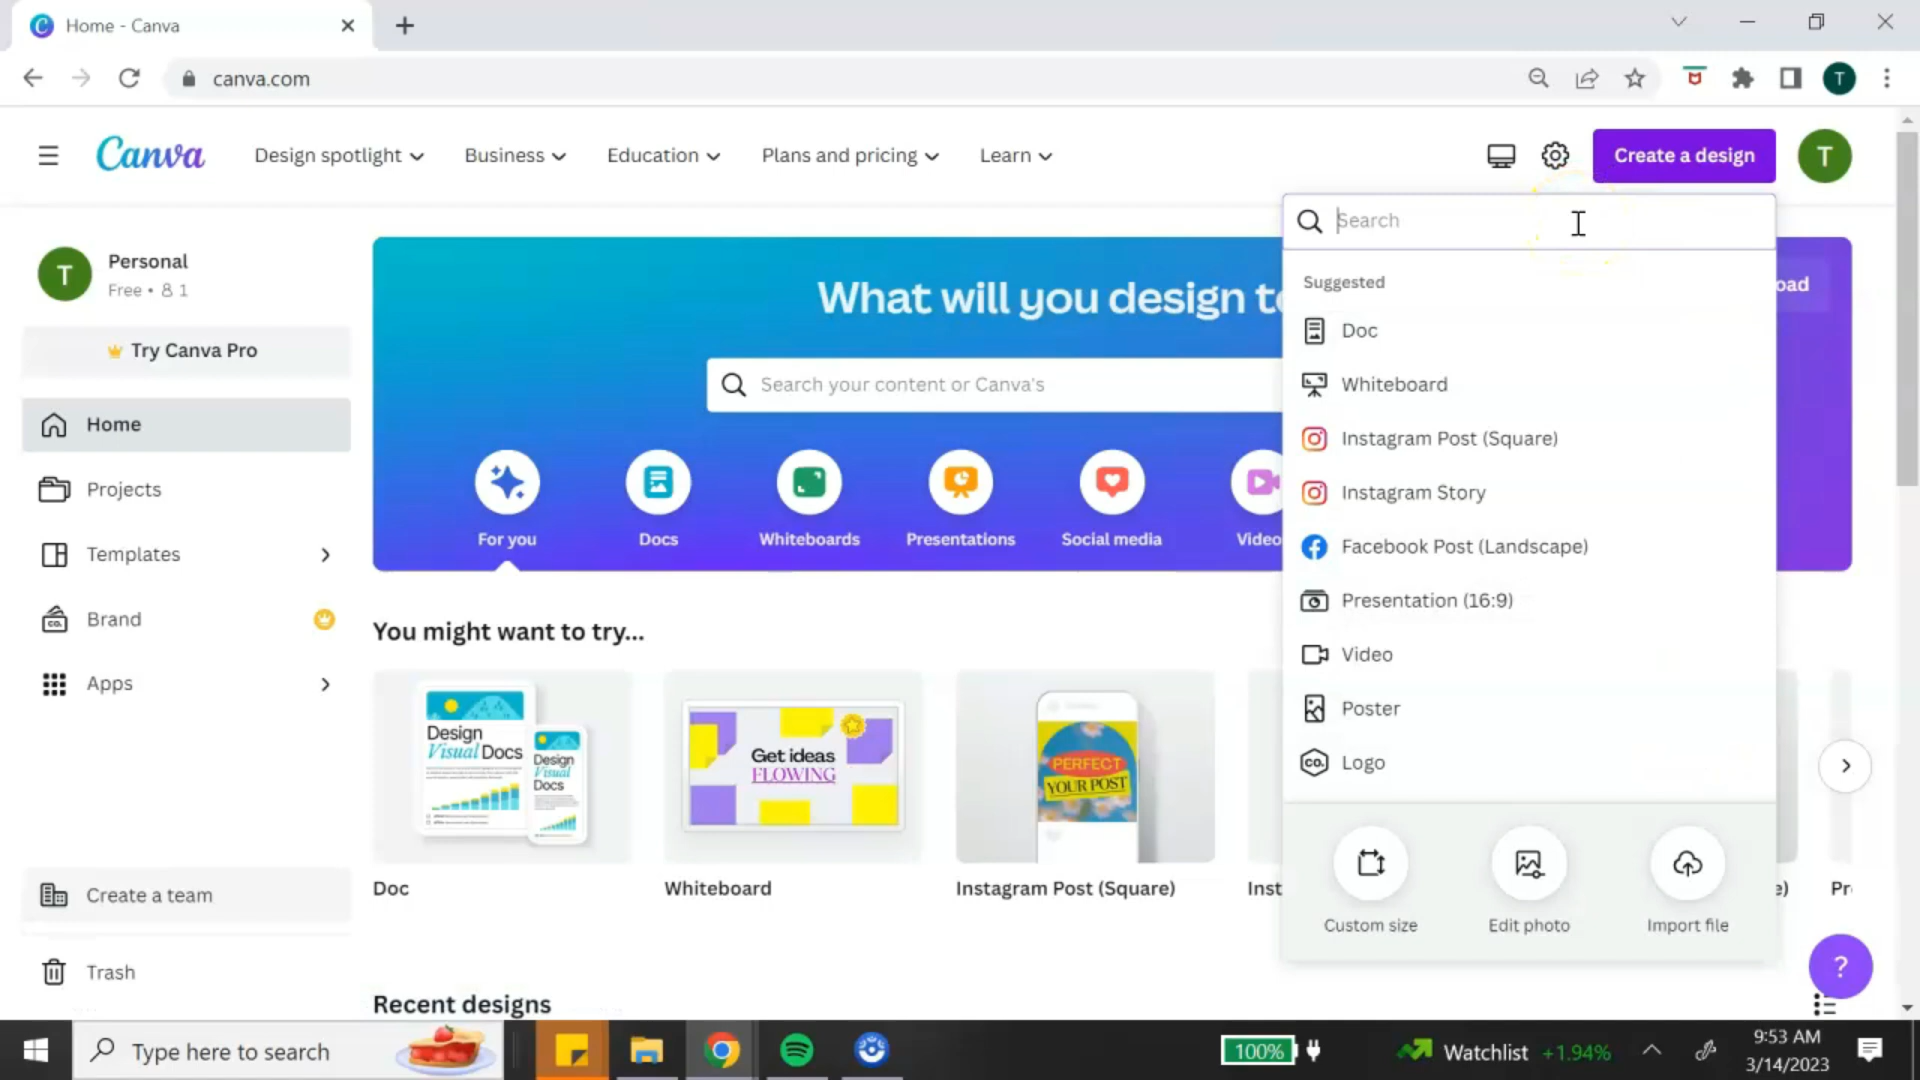 Home - Canva
canva.com
T
Canva
Design spotlight
Business
Education
Plans and pricing
Learn
Create a design
T
T
Personal
Free • 1
Try Canva Pro
Home
Projects
Templates
Brand
Apps
Create a team
Trash
What will you design to
oad
Search your content or Canva's
For you
Docs
Whiteboards
Presentations
Social media
Video
Search
Suggested
Doc
Whiteboard
Instagram Post (Square)
Instagram Story
Facebook Post (Landscape)
Presentation (16:9)
Video
Poster
CO. Logo
Custom size
Edit photo
Import file
You might want to try...
Design
Visual Docs
Design
Visual
Docs
Get ideas
FLOWING
PERFECT
YOUR POST
Doc
Whiteboard
Instagram Post (Square)
Inst
e)
Pr
?
Recent designs
Type here to search
100%
Watchlist +1.94%
9:53 AM
3/14/2023